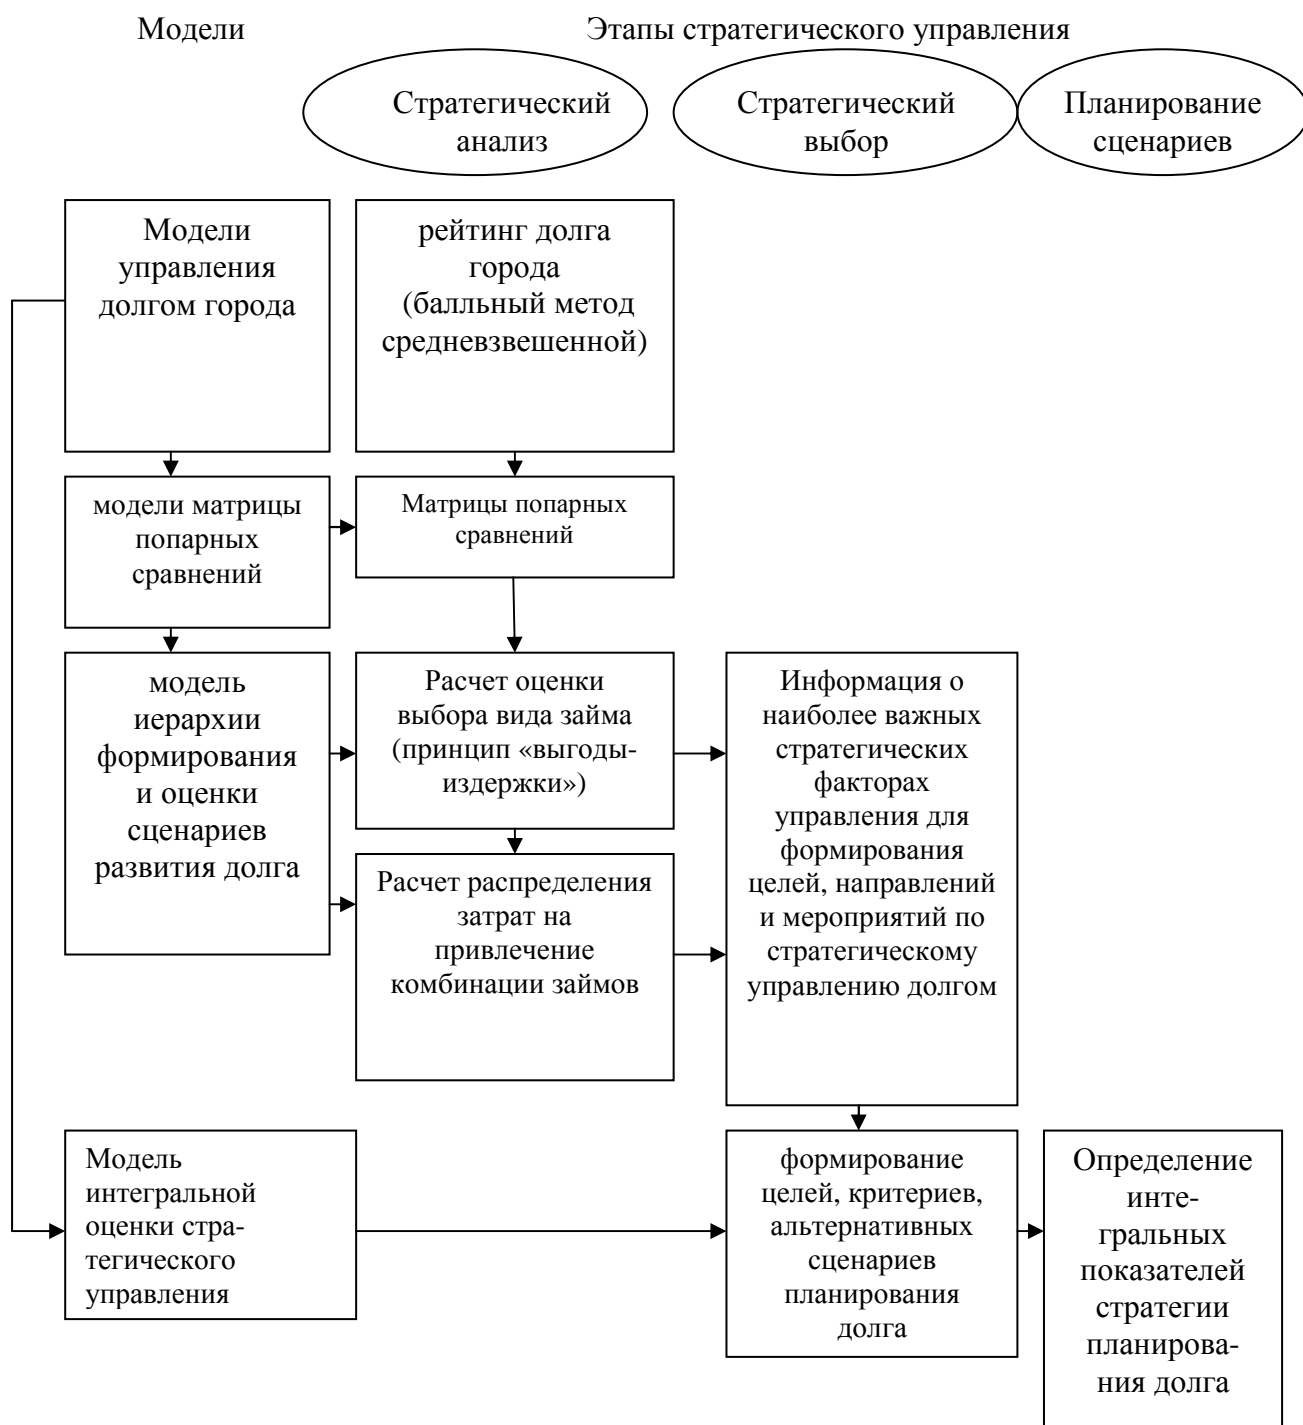 Модели
Этапы стратегического управления
Стратегический
анализ
Стратегический
выбор
Планирование
сценариев
Модели
управления
долгом города
рейтинг долга
города
(балльный метод
средневзвешенной)
модели матрицы
попарных
сравнений
Матрицы попарных
сравнений
модель
иерархии
формирования
и оценки
сценариев
развития долга
Расчет оценки
выбора вида займа
(принцип «выгоды-
издержки»)
Информация о
наиболее важных
стратегических
факторах
управления для
формирования
целей, направлений
и мероприятий по
стратегическому
управлению долгом
Расчет распределения
затрат на
привлечение
комбинации займов
Модель
интегральной
оценки стра-
тегического
управления
формирование
целей, критериев,
альтернативных
сценариев
планирования
долга
Определение
инте-
гральных
показателей
стратегии
планирова-
ния долга